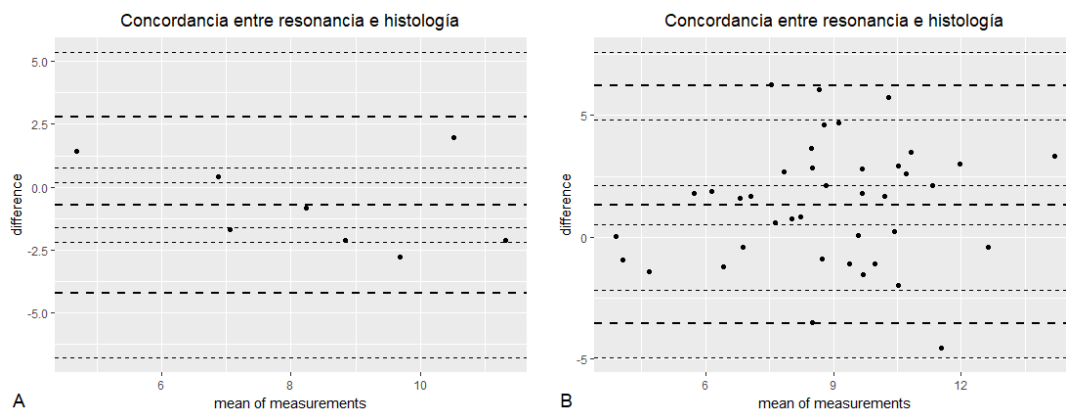 Concordancia entre resonancia e histología
difference
5.0
2.5
0.0
-2.5
-5.0
6
8
10
mean of measurements
A
Concordancia entre resonancia e histología
difference
5
0
-5
6
9
12
mean of measurements
B